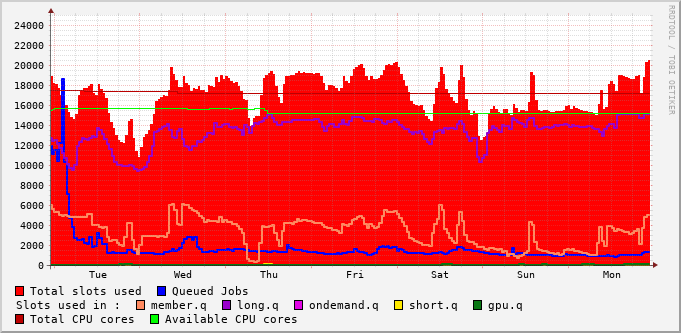 24000
22000
20000
18000
16000
14000
12000
10000
8000
6000
4000
2000
0
Tue Wed Thu Fri Sat Sun Mon
RRDTOOL / TOBI OETIKER
Total slots used Queued Jobs
Slots used in : member.q long.q ondemand.q short.q gpu.q
Total CPU cores Available CPU cores